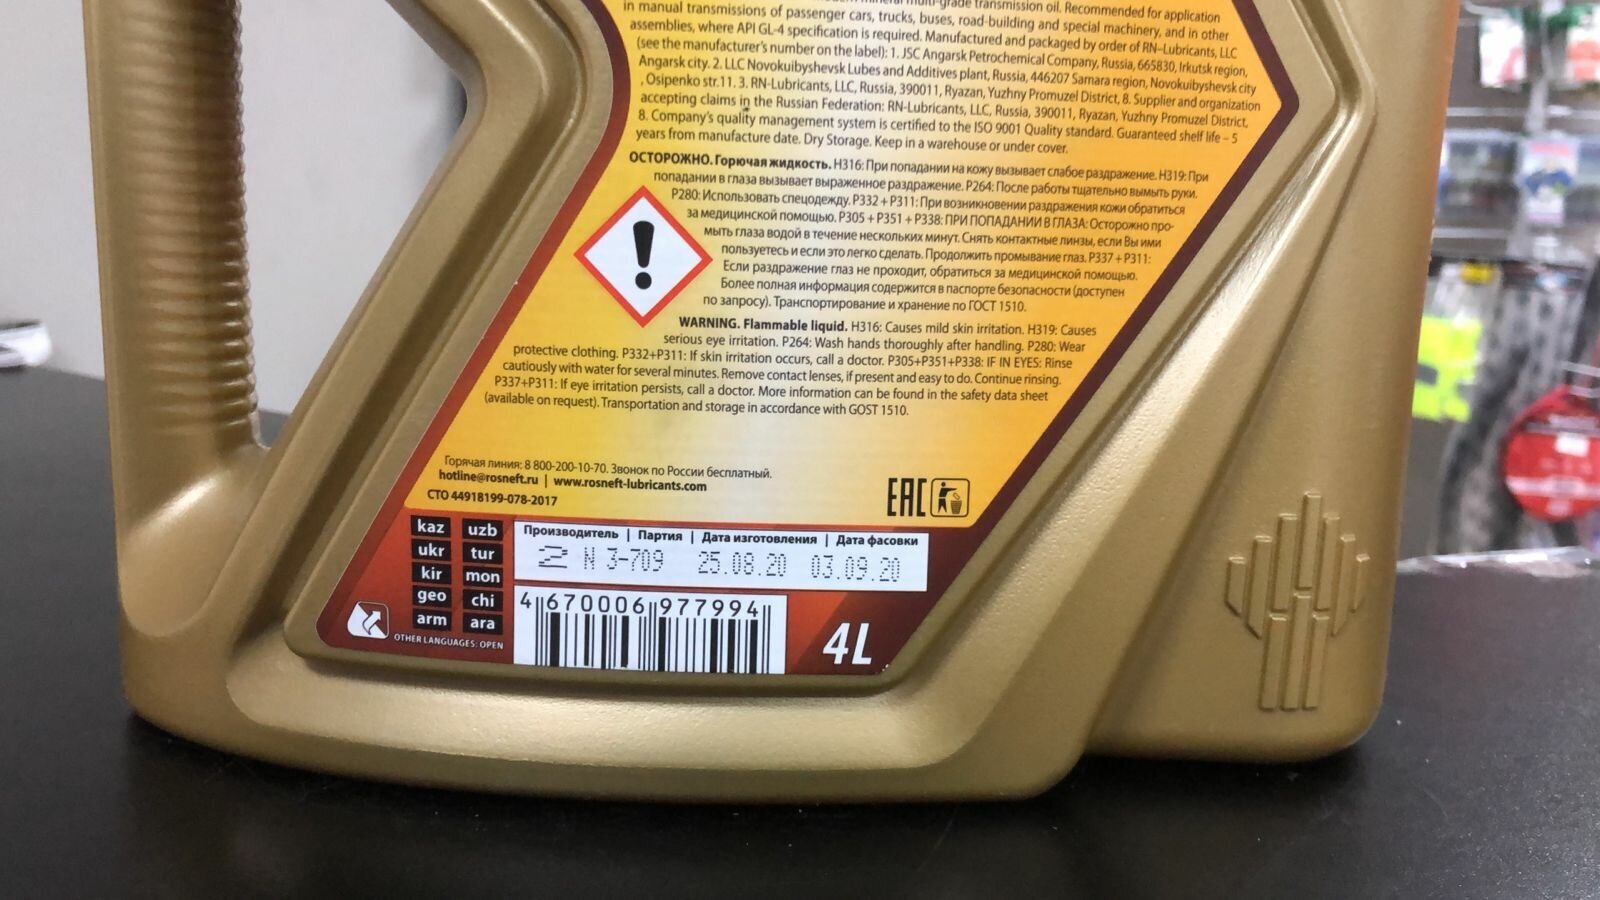 mineral multi-grade transmission oil. Recommended for application
in manual transmissions of passenger cars, trucks, buses, road-building and special machinery, and in other
assemblies, where API GL-4 specification is required. Manufactured and packaged by order of RN-Lubricants, LLC
(see the manufacturer's number on the label): 1. JSC Angarsk Petrochemical Company, Russia, 665830, Irkutsk region,
Angarsk city. 2. LLC Novokuibyshevsk Lubes and Additives plant, Russia, 446207 Samara region, Novokuibyshevsk city
, Osipenko str.11. 3. RN-Lubricants, LLC, Russia, 390011, Ryazan, Yuzhny Promuzel District, 8. Supplier and organization
accepting claims in the Russian Federation: RN-Lubricants, LLC, Russia, 390011, Ryazan, Yuzhny Promuzel District,
8. Company's quality management system is certified to the ISO 9001 Quality standard. Guaranteed shelf life – 5
years from manufacture date. Dry Storage. Keep in a warehouse or under cover.
ОСТОРОЖНО. Горючая жидкость. H316: При попадании на кожу вызывает слабое раздражение. H319: При
попадании в глаза вызывает выраженное раздражение. P264: После работы тщательно вымыть руки.
P280: Использовать спецодежду. P332 + P311: При возникновении раздражения кожи обратиться
за медицинской помощью. P305 + P351 + P338: ПРИ ПОПАДАНИИ В ГЛАЗА: Осторожно про-
мыть глаза водой в течение нескольких минут. Снять контактные линзы, если Вы ими
пользуетесь и если это легко сделать. Продолжить промывание глаз. P337 + P311:
Если раздражение глаз не проходит, обратиться за медицинской помощью.
Более полная информация содержится в паспорте безопасности (доступен
по запросу). Транспортирование и хранение по ГОСТ 1510.
WARNING. Flammable liquid. H316: Causes mild skin irritation. H319: Causes
serious eye irritation. P264: Wash hands thoroughly after handling. P280: Wear
protective clothing. P332+P311: If skin irritation occurs, call a doctor. P305+P351+P338: IF IN EYES: Rinse
cautiously with water for several minutes. Remove contact lenses, if present and easy to do. Continue rinsing.
P337+P311: If eye irritation persists, call a doctor. More information can be found in the safety data sheet
(available on request). Transportation and storage in accordance with GOST 1510.
Горячая линия: 8 800-200-10-70. Звонок по России бесплатный.
hotline@rosneft.ru | www.rosneft-lubricants.com
СТО 44918199-078-2017
EAC
kaz uzb
ukr tur
kir mon
geo chi
arm ara
OTHER LANGUAGES: OPEN
Производитель | Партия | Дата изготовления | Дата фасовки
2 N 3-709 25.08.20 03.09.20
4 670006 977994
4L